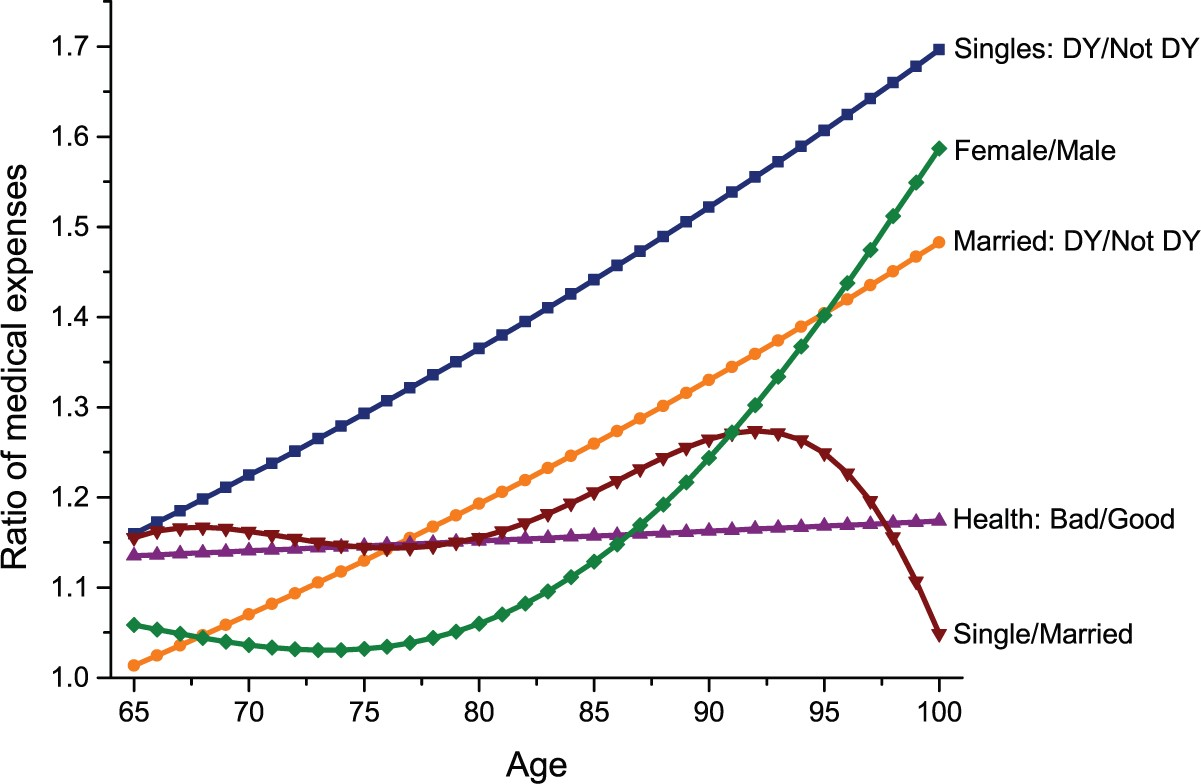 Ratio of medical expenses
1.7
1.6
1.5
1.4
1.3
1.2
1.1
1.0
Singles: DY/Not DY
Female/Male
Married: DY/Not DY
Health: Bad/Good
Single/Married
65 70 75 80 85 90 95 100
Age